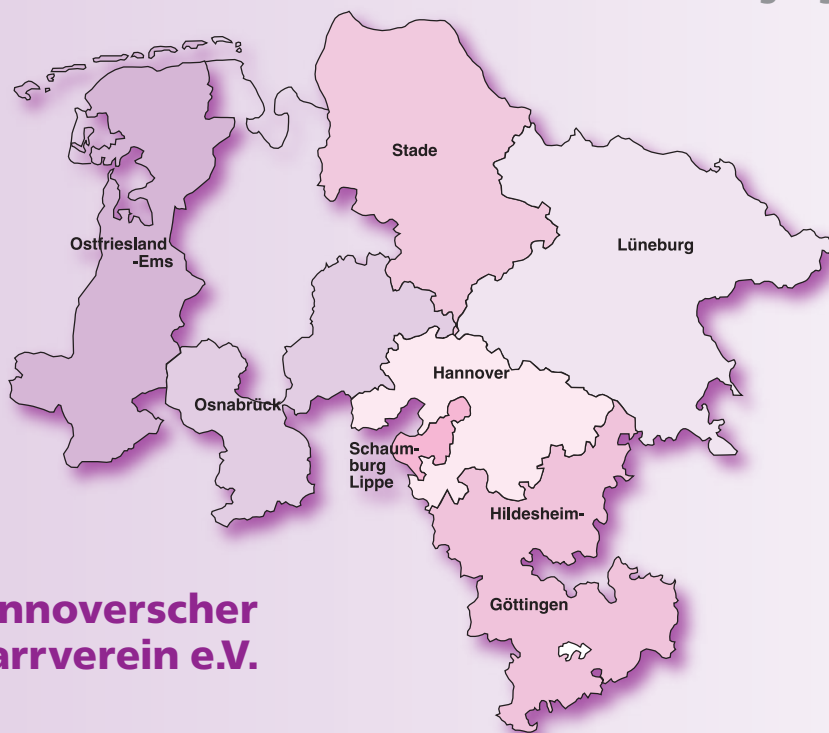 Stade
Ostfriesland
-Ems
Lüneburg
Hannover
Osnabrück
Schaum-
burg
Lippe
Hildesheim-
Göttingen
nnoverscher
arrverein e.V.